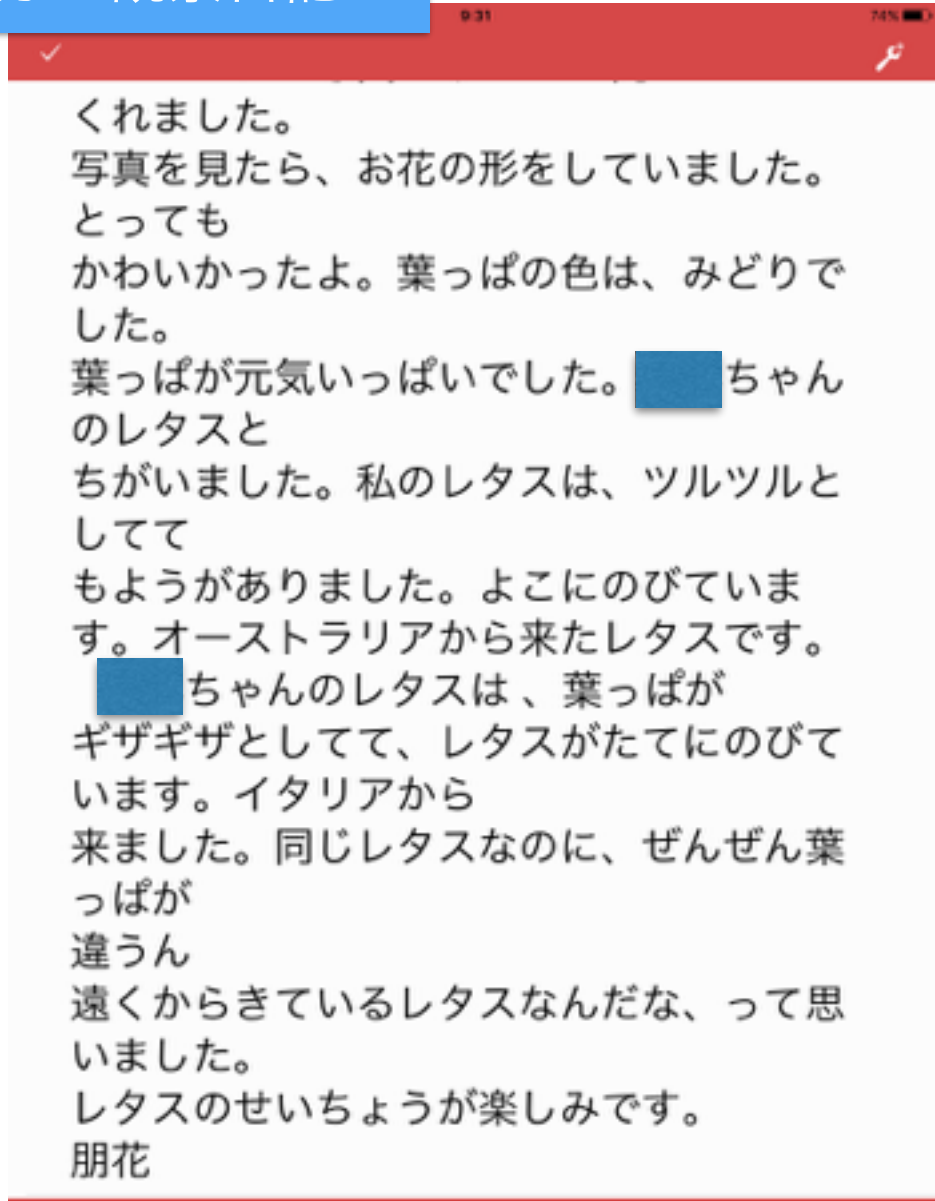 9:31
74%
くれました。
写真を見たら、お花の形をしていました。
とっても
かわいかったよ。葉っぱの色は、みどりで
した。
葉っぱが元気いっぱいでした。ちゃん
のレタスと
ちがいました。私のレタスは、ツルツルと
してて
もようがありました。よこにのびていま
す。オーストラリアから来たレタスです。
ちゃんのレタスは、葉っぱが
ギザギザとしてて、レタスがたてにのびて
います。イタリアから
来ました。同じレタスなのに、ぜんぜん葉
っぱが
違うん
遠くからきているレタスなんだな、って思
いました。
レタスのせいちょうが楽しみです。
朋花